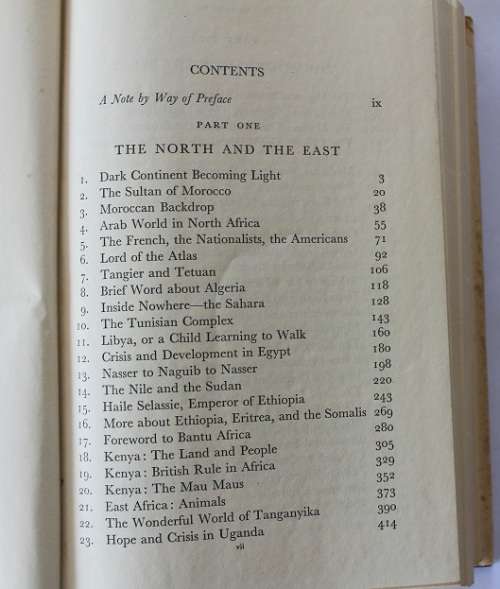 CONTENTS
A Note by Way of Preface ix
PART ONE
THE NORTH AND THE EAST
1. Dark Continent Becoming Light 3
2. The Sultan of Morocco 20
3. Moroccan Backdrop 38
4. Arab World in North Africa 55
5. The French, the Nationalists, the Americans 71
6. Lord of the Atlas 92
7. Tangier and Tetuan 106
8. Brief Word about Algeria 118
9. Inside Nowhere—the Sahara 128
10. The Tunisian Complex 143
11. Libya, or a Child Learning to Walk 160
12. Crisis and Development in Egypt 180
13. Nasser to Naguib to Nasser 198
14. The Nile and the Sudan 220
15. Haile Selassie, Emperor of Ethiopia 243
16. More about Ethiopia, Eritrea, and the Somalis 269
17. Foreword to Bantu Africa 280
18. Kenya: The Land and People 305
19. Kenya: British Rule in Africa 329
20. Kenya: The Mau Maus 352
21. East Africa: Animals 373
22. The Wonderful World of Tanganyika 390
23. Hope and Crisis in Uganda 414
vii